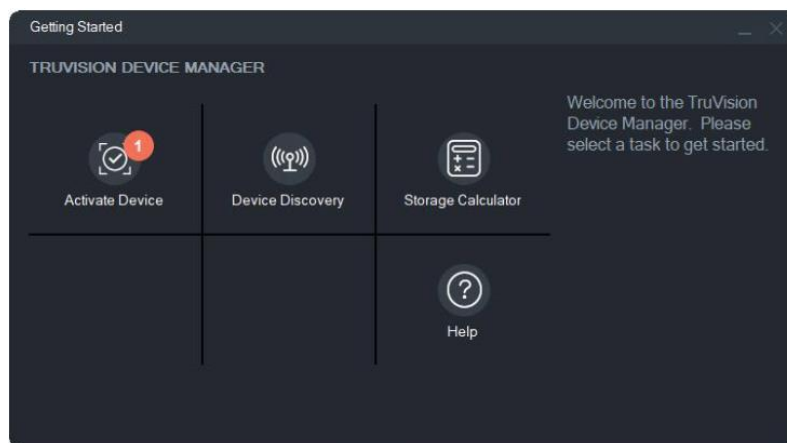 Getting Started
TRUVISION DEVICE MANAGER
Welcome to the TruVision
Device Manager. Please
select a task to get started.
1
Activate Device
Device Discovery
Storage Calculator
?
Help